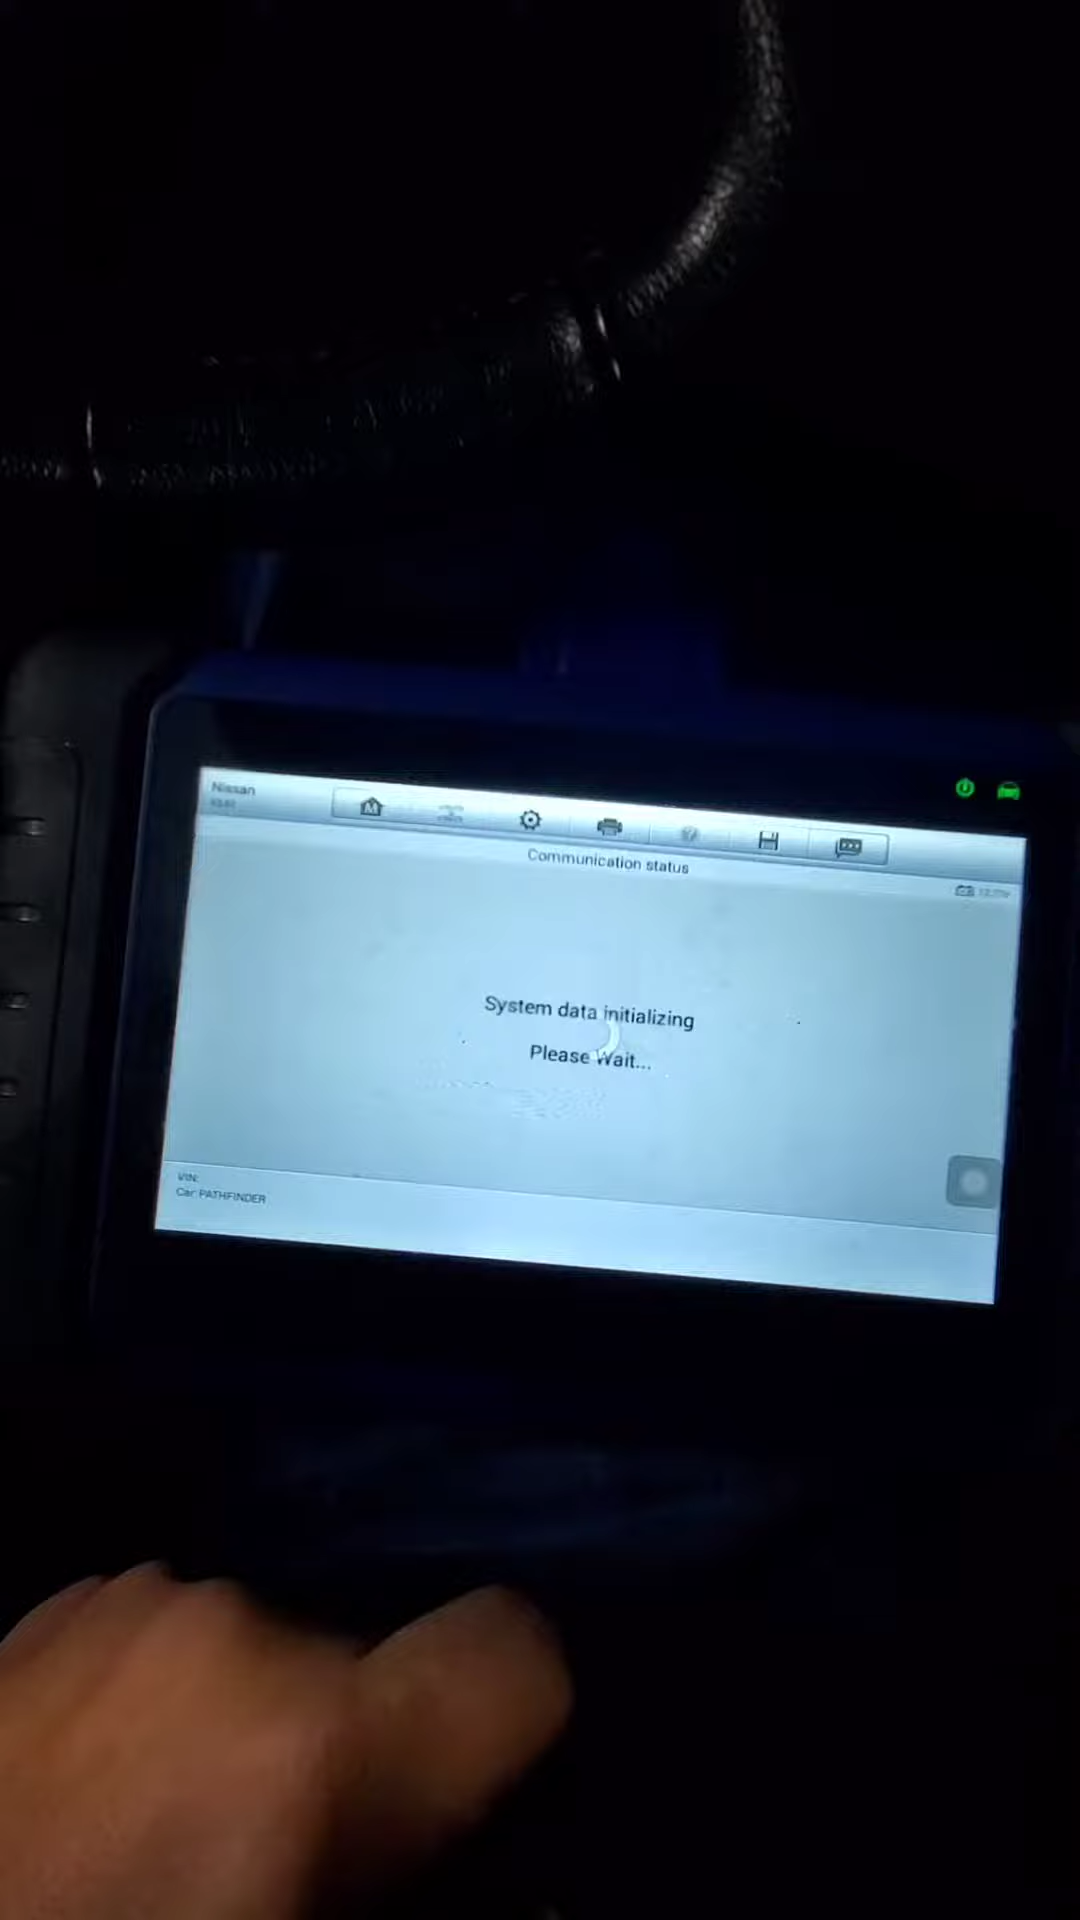 Nissan
Communication status
System data initializing
Please Wait...
VIN:
Car: PATHFINDER